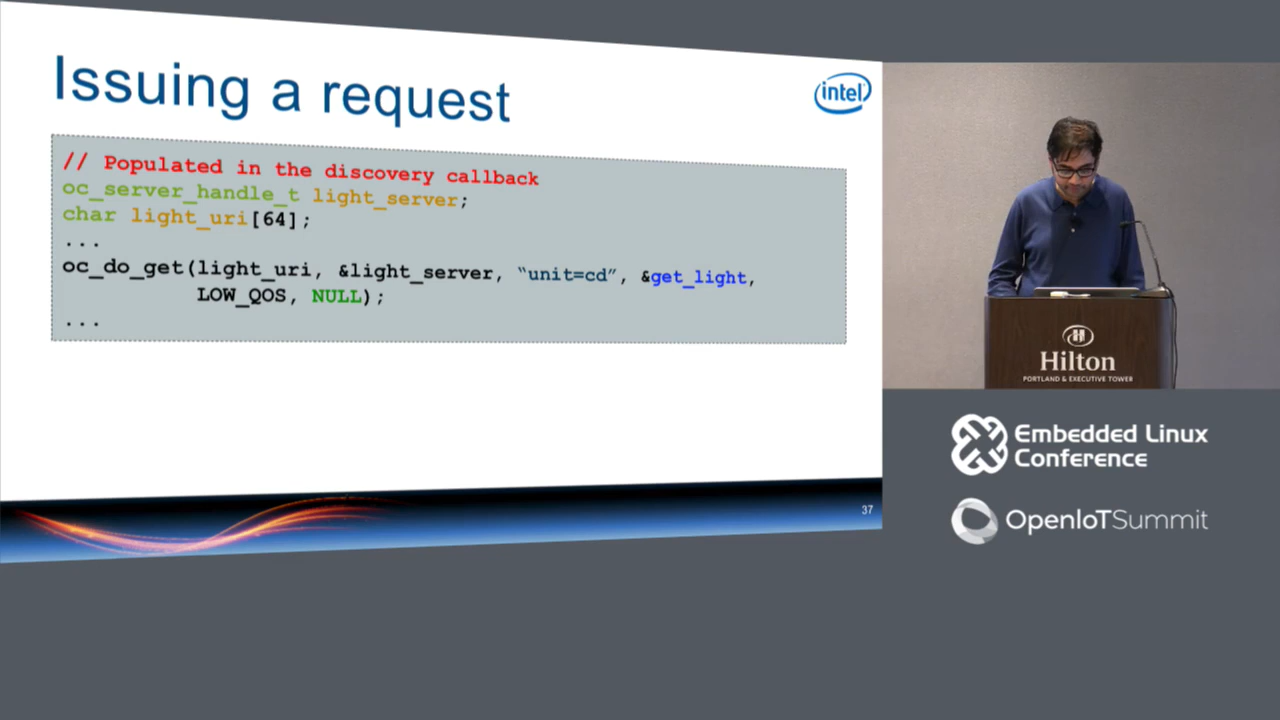 Issuing a request
intel
// Populated in the discovery callback
oc_server_handle_t light_server;
char light_uri[64];
...
oc_do_get(light_uri, &light_server, “unit=cd”, &get_light,
LOW_QOS, NULL);
...
37
H
Hilton
PORTLAND & EXECUTIVE TOWER
Embedded Linux
Conference
OpenIoTSummit